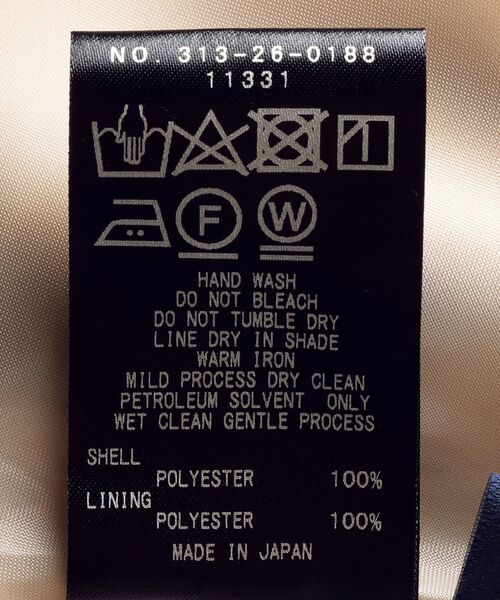 NO. 313-26-0188
11331
F W
HAND WASH
DO NOT BLEACH
DO NOT TUMBLE DRY
LINE DRY IN SHADE
WARM IRON
MILD PROCESS DRY CLEAN
PETROLEUM SOLVENT ONLY
WET CLEAN GENTLE PROCESS
SHELL
POLYESTER 100%
LINING
POLYESTER 100%
MADE IN JAPAN